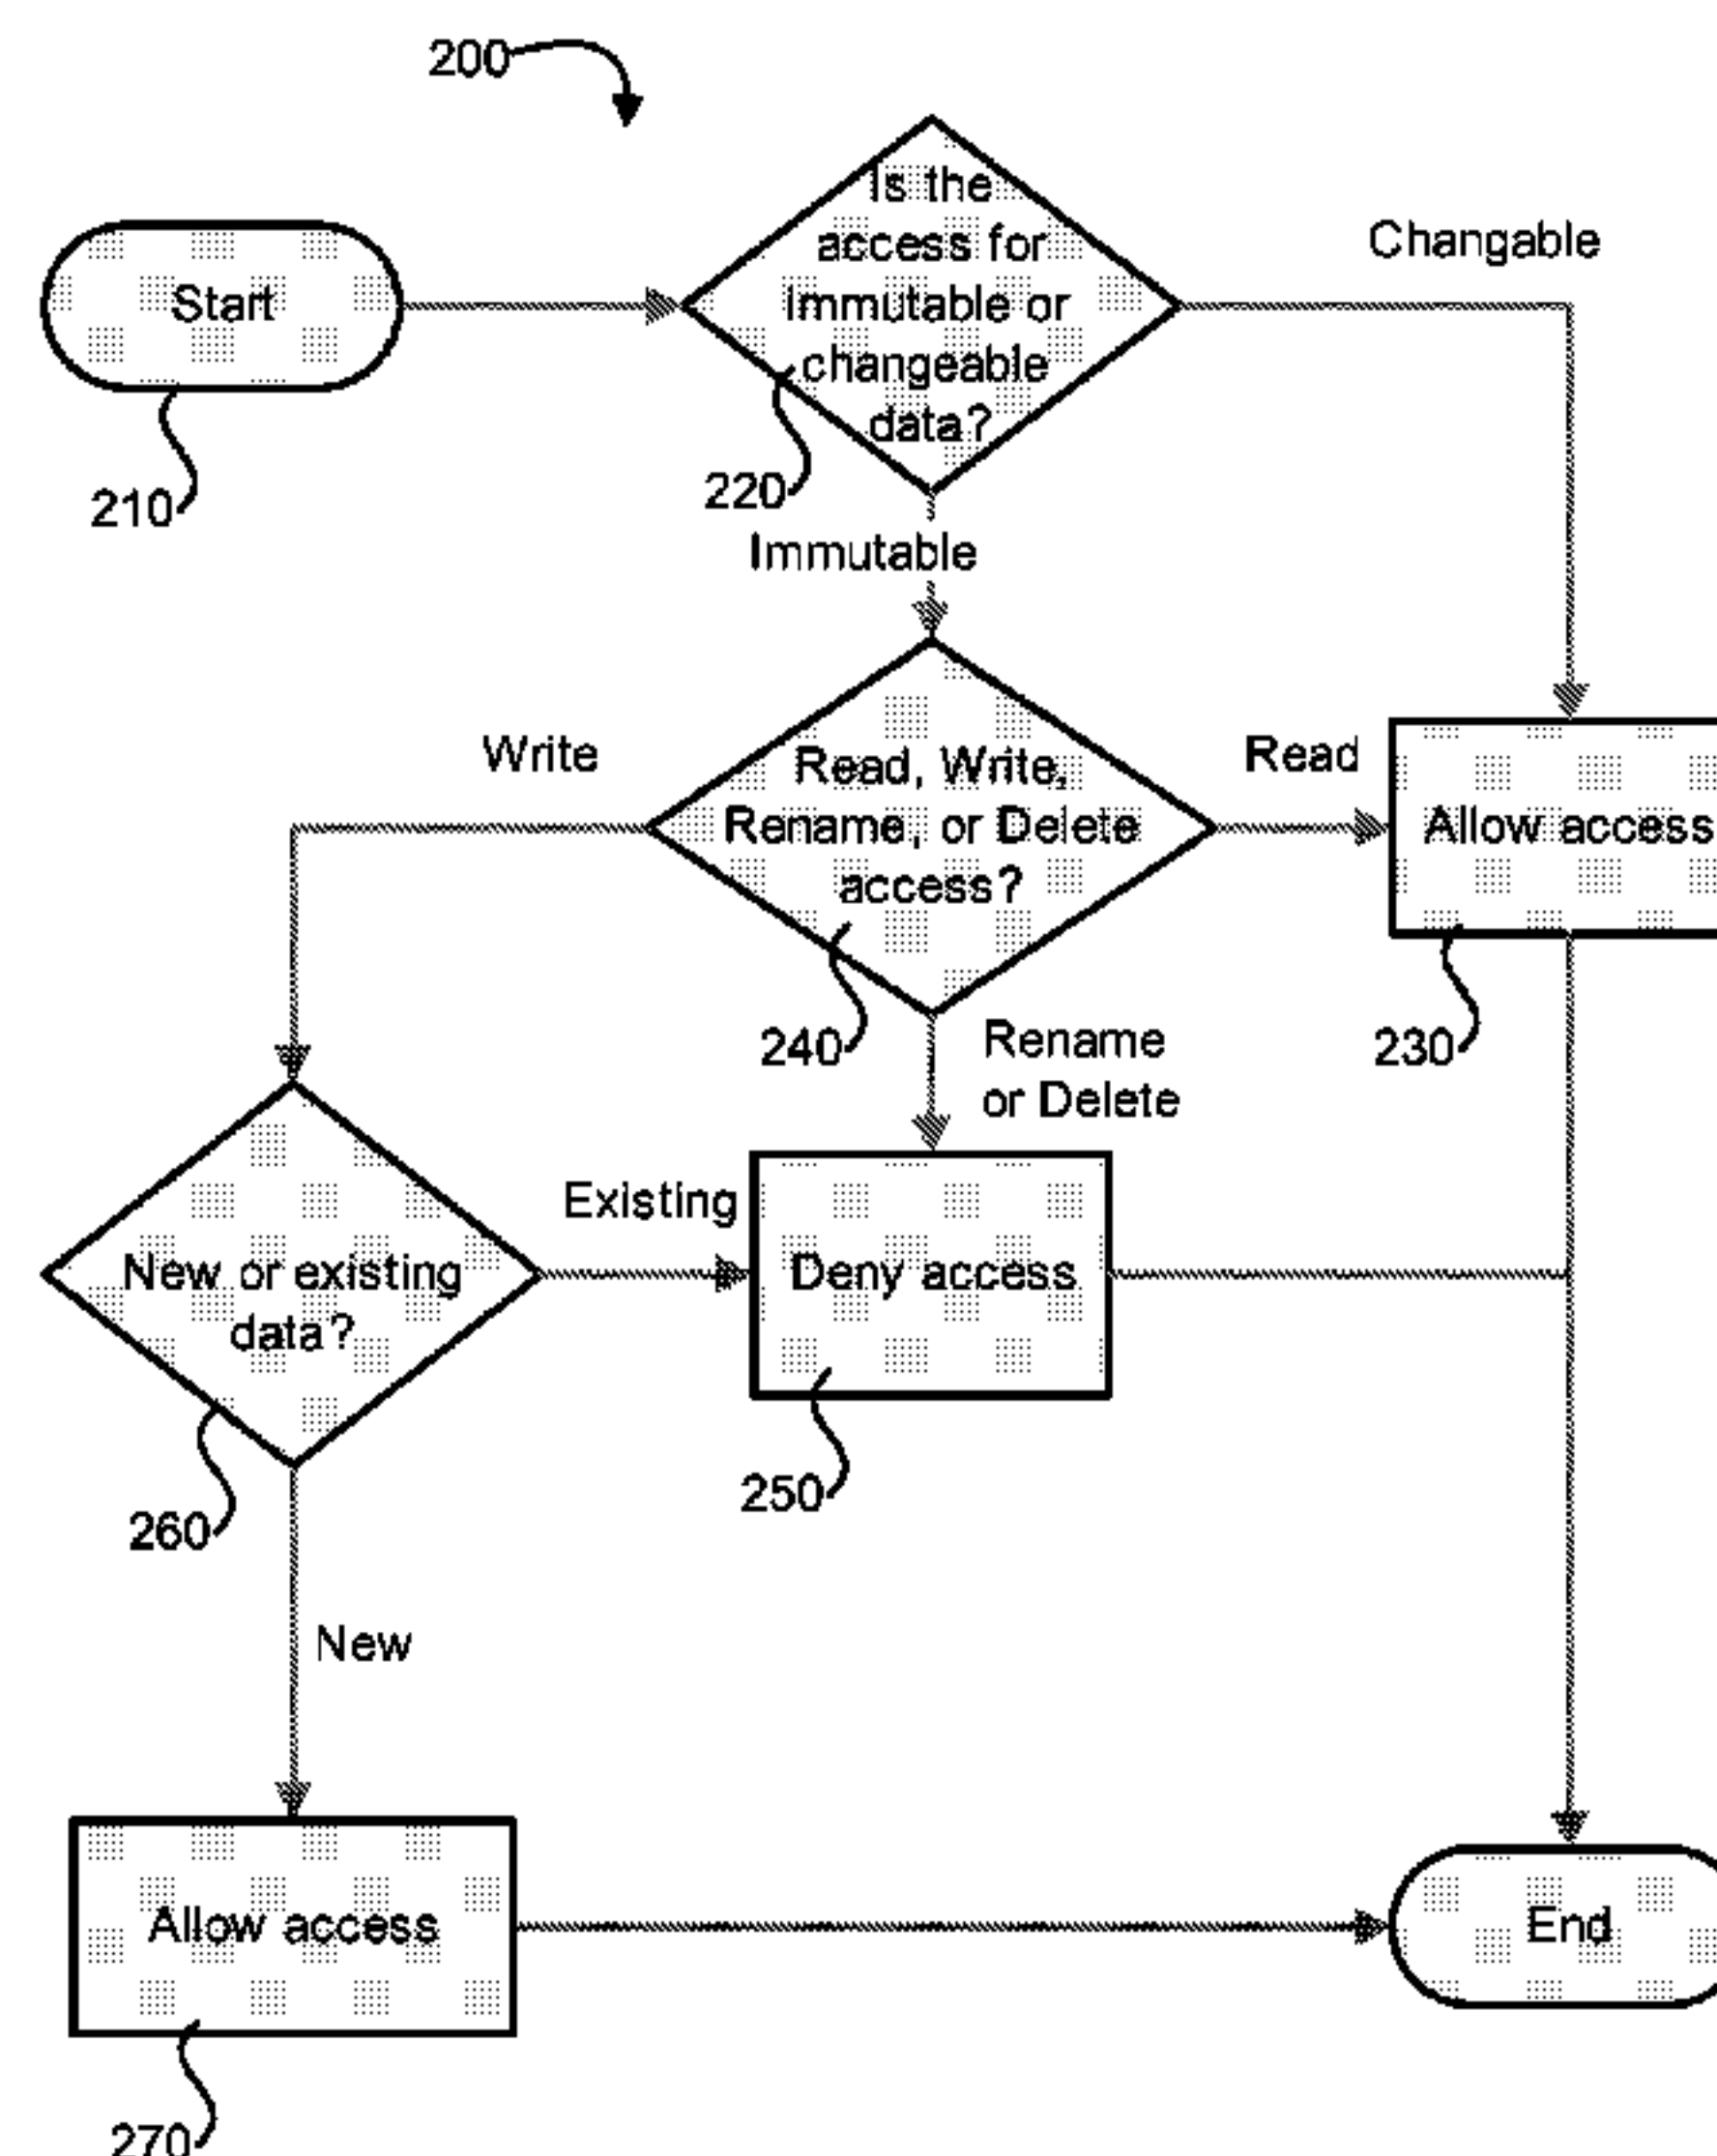 200
Is the
access for
Immutable or
changeable
data?
Changable
Start
210
220
Immutable
Write
Read, Write,
Rename, or Delete
access?
Read
Allow access
240
Rename
or Delete
230
New or existing
data?
Existing
Deny access
260
250
New
Allow access
End
270